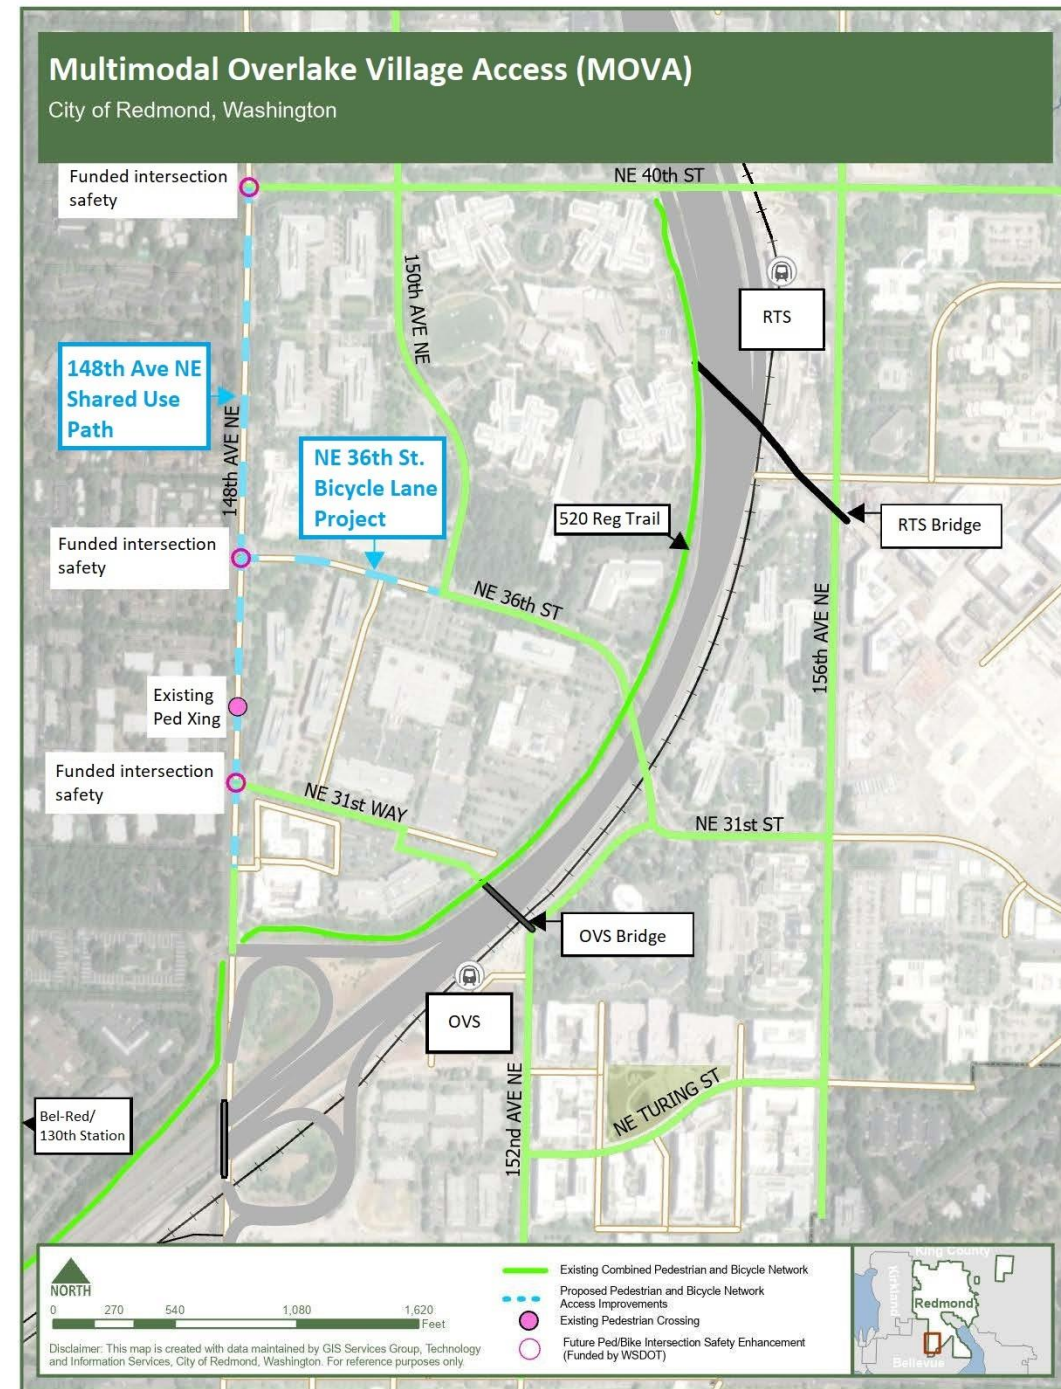 Multimodal Overlake Village Access (MOVA)
City of Redmond, Washington
Funded intersection
safety
NE 40th ST
150th AVE NE
RTS
148th Ave NE
Shared Use
Path
148th AVE NE
NE 36th St.
Bicycle Lane
Project
520 Reg Trail
RTS Bridge
Funded intersection
safety
NE 36th ST
156th AVE NE
Existing
Ped Xing
Funded intersection
safety
NE 31st WAY
NE 31st ST
OVS Bridge
OVS
152nd AVE NE
NE TURING ST
Bel-Red/
130th Station
NORTH
0 270 540 1,080 1,620
Feet
Disclaimer: This map is created with data maintained by GIS Services Group, Technology
and Information Services, City of Redmond, Washington. For reference purposes only.
Existing Combined Pedestrian and Bicycle Network
Proposed Pedestrian and Bicycle Network
Access Improvements
Existing Pedestrian Crossing
Future Ped/Bike Intersection Safety Enhancement
(Funded by WSDOT)
King County
Kirkland
Redmond
Bellevue